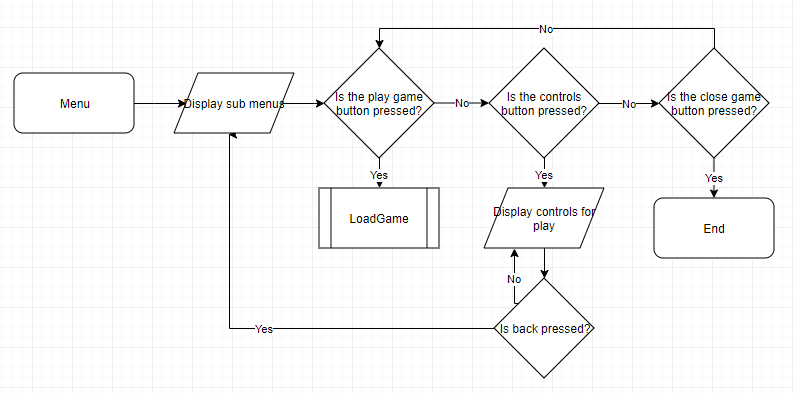 No
Menu
Display sub menus
Is the play game
button pressed?
No
Is the controls
button pressed?
No
Is the close game
button pressed?
Yes
Yes
Yes
LoadGame
Display controls for
play
End
No
Yes
Is back pressed?